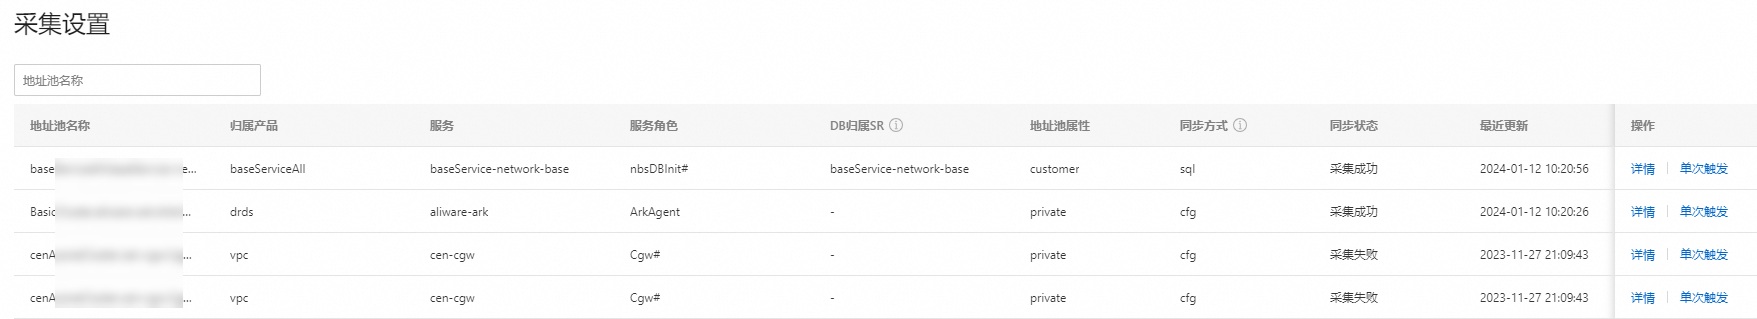 采集设置
地址池名称
地址池名称 归属产品 服务 服务角色 DB归属SR 地址池属性 同步方式 同步状态 最近更新 操作
base e... baseServiceAll baseService-network-base nbsDBInit# baseService-network-base customer sql 采集成功 2024-01-12 10:20:56 详情 单次触发
Basic ... drds aliware-ark ArkAgent - private cfg 采集成功 2024-01-12 10:20:26 详情 单次触发
cenA ... vpc cen-cgw Cgw# - private cfg 采集失败 2023-11-27 21:09:43 详情 单次触发
cenA ... vpc cen-cgw Cgw# - private cfg 采集失败 2023-11-27 21:09:43 详情 单次触发